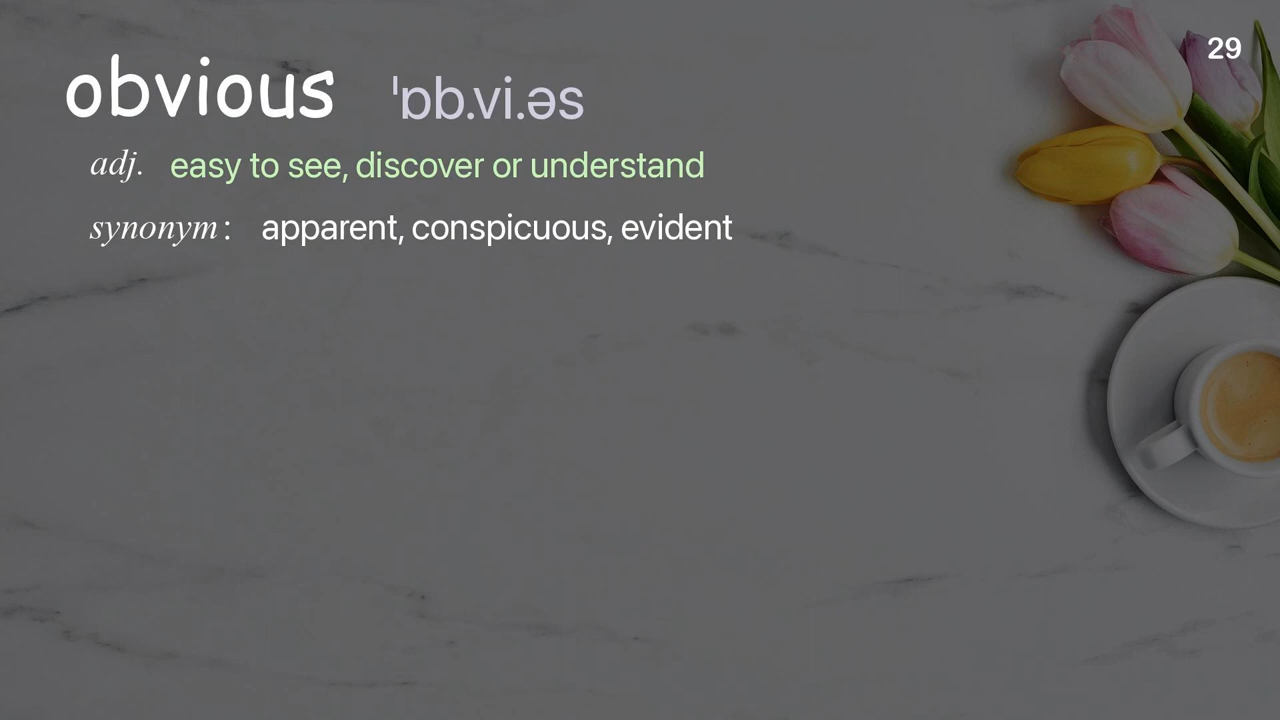 29
obvious ˈɒb.vi.əs
adj. easy to see, discover or understand
synonym: apparent, conspicuous, evident